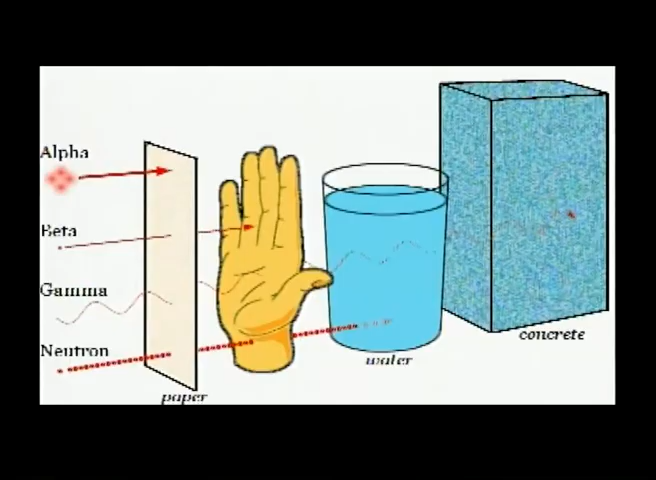 Alpha
Beta
Gamma
Neutron
paper
water
concrete